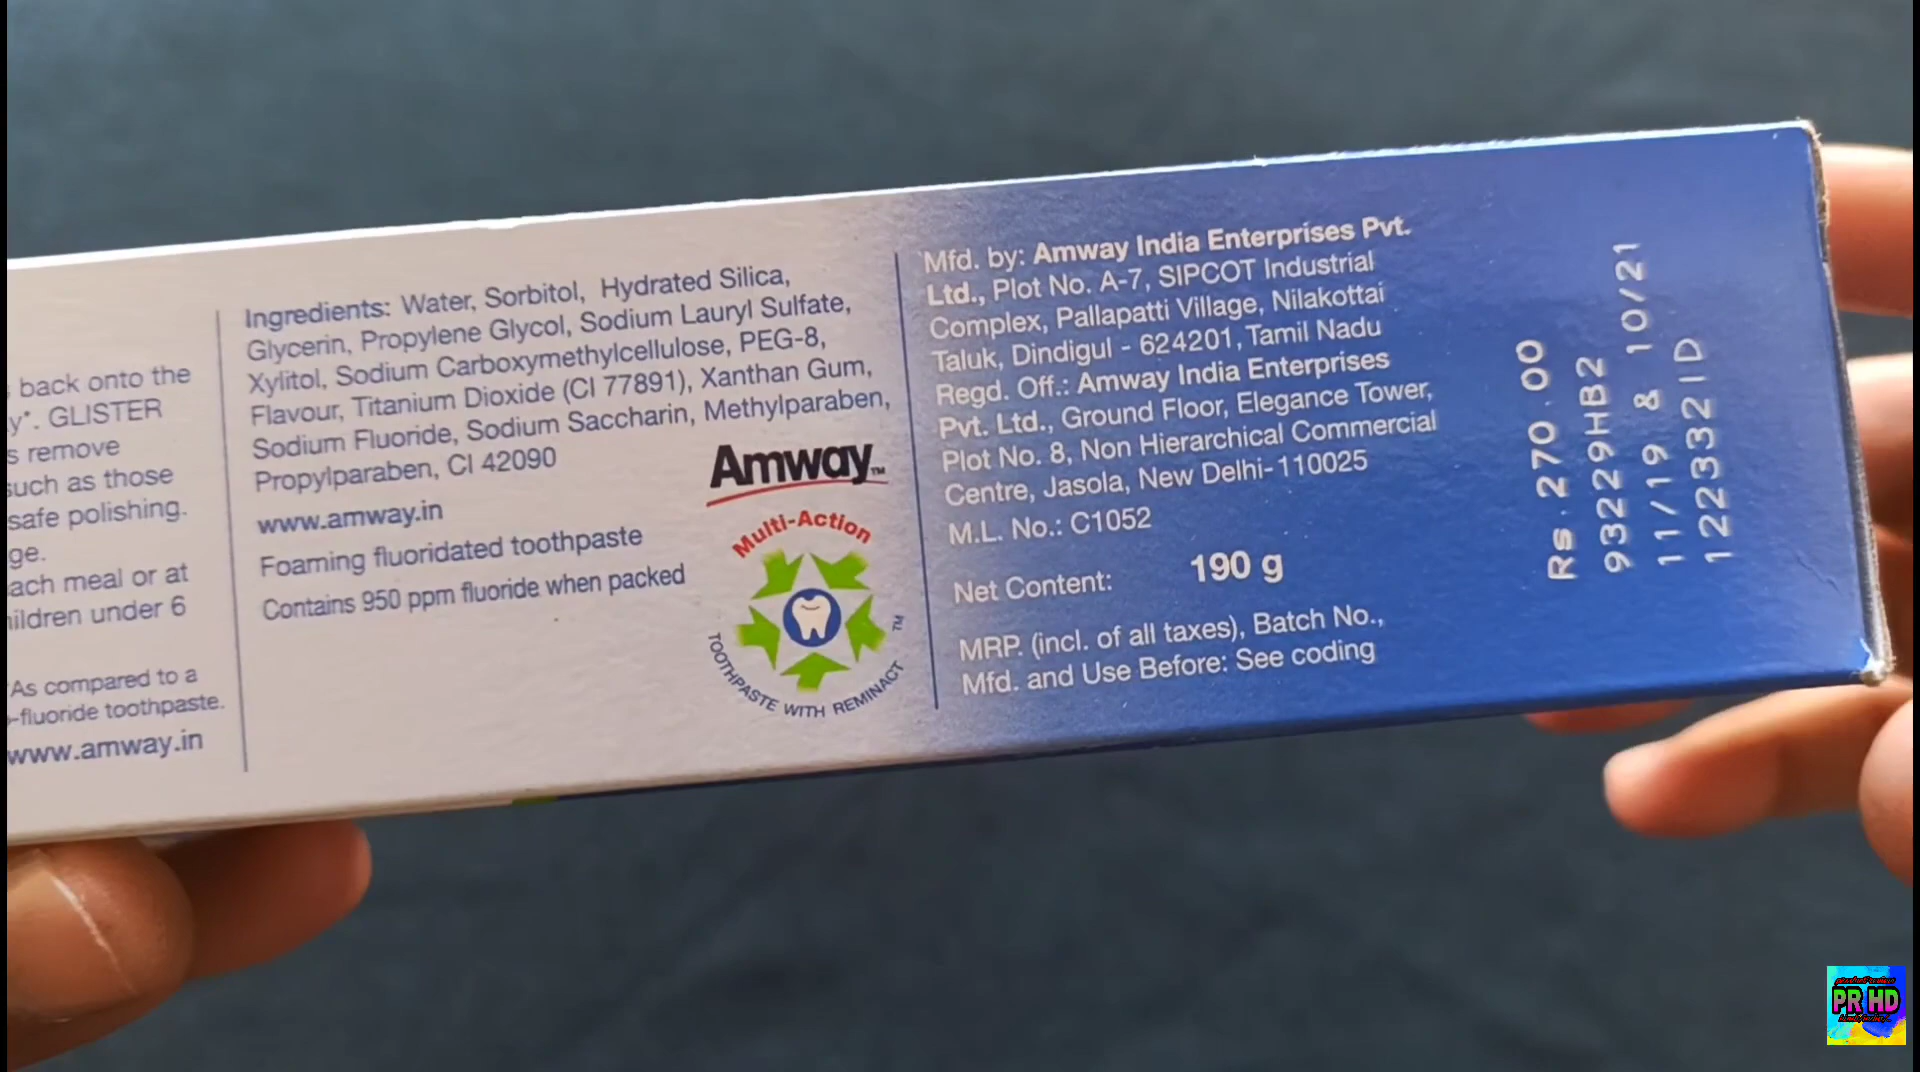 back onto the
y*. GLISTER
s remove
such as those
safe polishing.
ge.
ach meal or at
ildren under 6
As compared to a
-fluoride toothpaste.
www.amway.in
Ingredients: Water, Sorbitol, Hydrated Silica,
Glycerin, Propylene Glycol, Sodium Lauryl Sulfate,
Xylitol, Sodium Carboxymethylcellulose, PEG-8,
Flavour, Titanium Dioxide (CI 77891), Xanthan Gum,
Sodium Fluoride, Sodium Saccharin, Methylparaben,
Propylparaben, CI 42090
www.amway.in
Foaming fluoridated toothpaste
Contains 950 ppm fluoride when packed
Amway™
Multi-Action
TOOTHPASTE WITH REMINACT™
Mfd. by: Amway India Enterprises Pvt.
Ltd., Plot No. A-7, SIPCOT Industrial
Complex, Pallapatti Village, Nilakottai
Taluk, Dindigul - 624201, Tamil Nadu
Regd. Off.: Amway India Enterprises
Pvt. Ltd., Ground Floor, Elegance Tower,
Plot No. 8, Non Hierarchical Commercial
Centre, Jasola, New Delhi-110025
M.L. No.: C1052
Net Content: 190 g
MRP. (incl. of all taxes), Batch No.,
Mfd. and Use Before: See coding
Rs.270.00
93229HB2
11/19 & 10/21
1223321D
PR HD